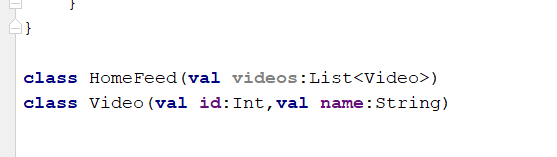 }
}
class HomeFeed(val videos:List<Video>)
class Video(val id:Int,val name:String)